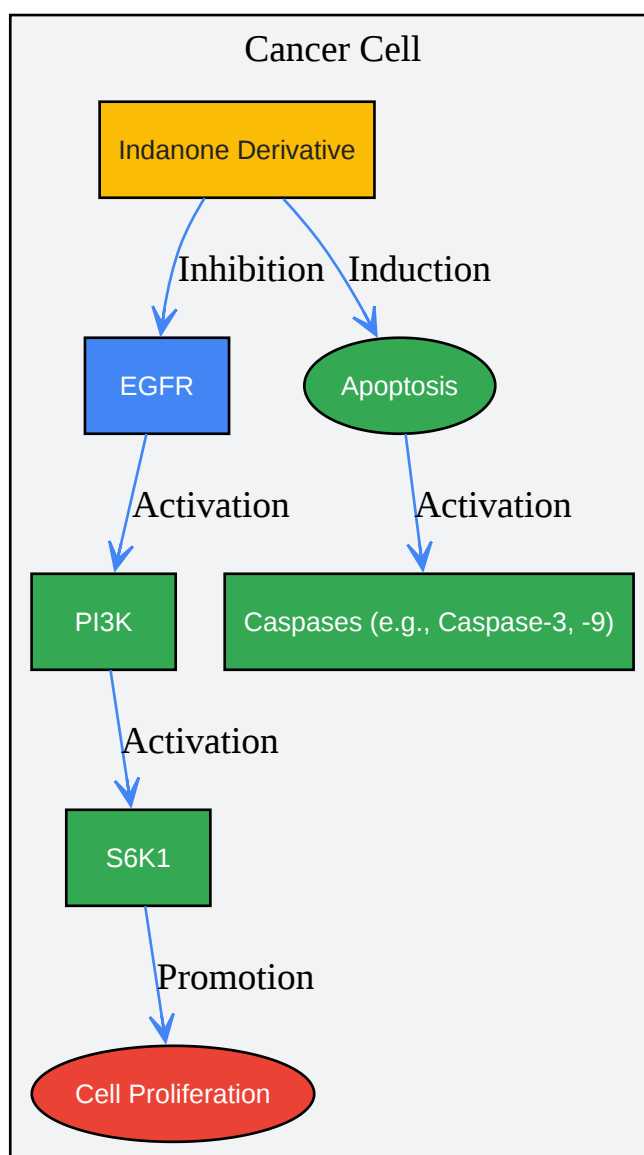 Cancer Cell
Indanone Derivative
Inhibition
Induction
EGFR
Apoptosis
Activation
Activation
PI3K
Caspases (e.g., Caspase-3, -9)
Activation
S6K1
Promotion
Cell Proliferation